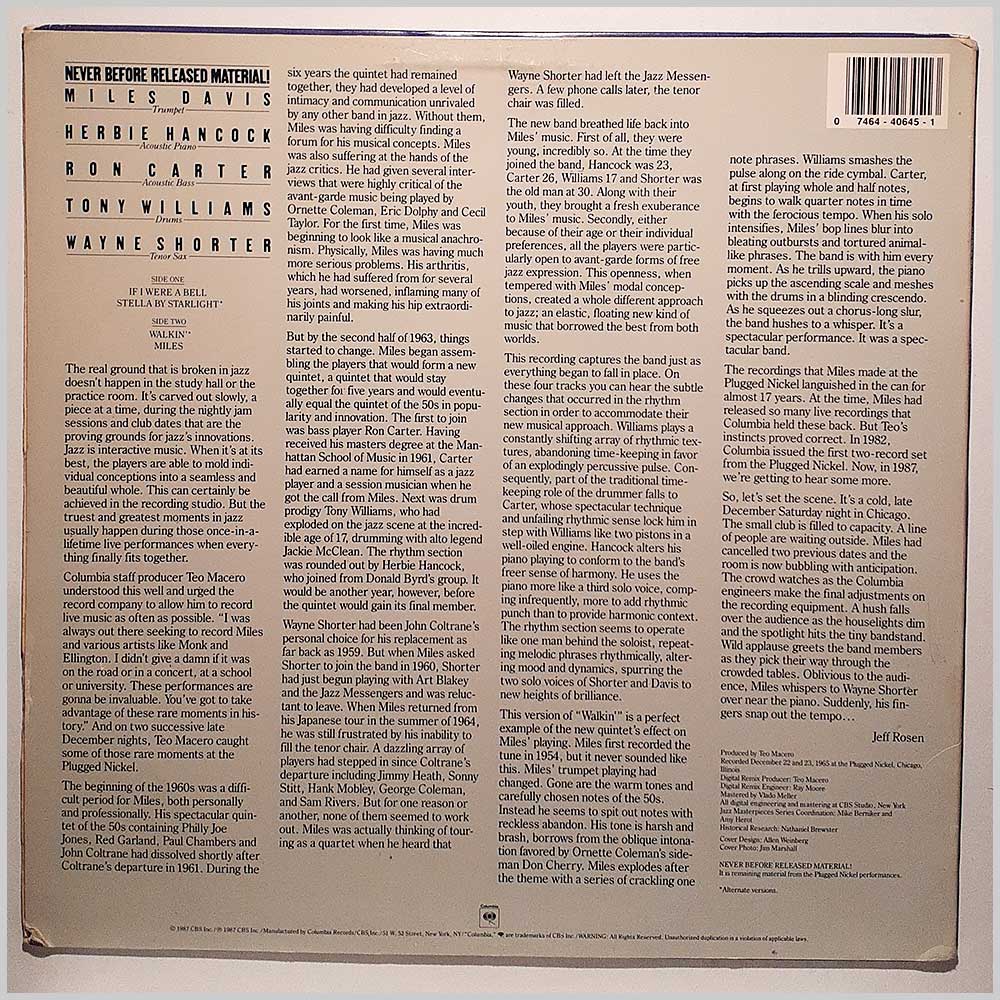 NEVER BEFORE RELEASED MATERIAL!
MILES DAVIS
Trumpet
HERBIE HANCOCK
Acoustic Piano
RON CARTER
Acoustic Bass
TONY WILLIAMS
Drums
WAYNE SHORTER
Tenor Sax
SIDE ONE
IF I WERE A BELL
STELLA BY STARLIGHT*
SIDE TWO
WALKIN'*
MILES
The real ground that is broken in jazz
doesn't happen in the study hall or the
practice room. It's carved out slowly, a
piece at a time, during the nightly jam
sessions and club dates that are the
proving grounds for jazz's innovations.
Jazz is interactive music. When it's at its
best, the players are able to mold indi-
vidual conceptions into a seamless and
beautiful whole. This can certainly be
achieved in the recording studio. But the
truest and greatest moments in jazz
usually happen during those once-in-a-
lifetime live performances when every-
thing finally fits together.
Columbia staff producer Teo Macero
understood this well and urged the
record company to allow him to record
live music as often as possible. "I was
always out there seeking to record Miles
and various artists like Monk and
Ellington. I didn't give a damn if it was
on the road or in a concert, at a school
or university. These performances are
gonna be invaluable. You've got to take
advantage of these rare moments in his-
tory." And on two successive late
December nights, Teo Macero caught
some of those rare moments at the
Plugged Nickel.
The beginning of the 1960s was a diffi-
cult period for Miles, both personally
and professionally. His spectacular quin-
tet of the 50s containing Philly Joe
Jones, Red Garland, Paul Chambers and
John Coltrane had dissolved shortly after
Coltrane's departure in 1961. During the
six years the quintet had remained
together, they had developed a level of
intimacy and communication unrivaled
by any other band in jazz. Without them,
Miles was having difficulty finding a
forum for his musical concepts. Miles
was also suffering at the hands of the
jazz critics. He had given several inter-
views that were highly critical of the
avant-garde music being played by
Ornette Coleman, Eric Dolphy and Cecil
Taylor. For the first time, Miles was
beginning to look like a musical anachro-
nism. Physically, Miles was having much
more serious problems. His arthritis,
which he had suffered from for several
years, had worsened, inflaming many of
his joints and making his hip extraordi-
narily painful.
But by the second half of 1963, things
started to change. Miles began assem-
bling the players that would form a new
quintet, a quintet that would stay
together for five years and would eventu-
ally equal the quintet of the 50s in popu-
larity and innovation. The first to join
was bass player Ron Carter. Having
received his masters degree at the Man-
hattan School of Music in 1961, Carter
had earned a name for himself as a jazz
player and a session musician when he
got the call from Miles. Next was drum
prodigy Tony Williams, who had
exploded on the jazz scene at the incred-
ible age of 17, drumming with alto legend
Jackie McClean. The rhythm section
was rounded out by Herbie Hancock,
who joined from Donald Byrd's group. It
would be another year, however, before
the quintet would gain its final member.
Wayne Shorter had been John Coltrane's
personal choice for his replacement as
far back as 1959. But when Miles asked
Shorter to join the band in 1960, Shorter
had just begun playing with Art Blakey
and the Jazz Messengers and was reluc-
tant to leave. When Miles returned from
his Japanese tour in the summer of 1964,
he was still frustrated by his inability to
fill the tenor chair. A dazzling array of
players had stepped in since Coltrane's
departure including Jimmy Heath, Sonny
Stitt, Hank Mobley, George Coleman,
and Sam Rivers. But for one reason or
another, none of them seemed to work
out. Miles was actually thinking of tour-
ing as a quartet when he heard that
Wayne Shorter had left the Jazz Messen-
gers. A few phone calls later, the tenor
chair was filled.
The new band breathed life back into
Miles' music. First of all, they were
young, incredibly so. At the time they
joined the band, Hancock was 23,
Carter 26, Williams 17 and Shorter was
the old man at 30. Along with their
youth, they brought a fresh exuberance
to Miles' music. Secondly, either
because of their age or their individual
preferences, all the players were partic-
ularly open to avant-garde forms of free
jazz expression. This openness, when
tempered with Miles' modal concep-
tions, created a whole different approach
to jazz; an elastic, floating new kind of
music that borrowed the best from both
worlds.
This recording captures the band just as
everything began to fall in place. On
these four tracks you can hear the subtle
changes that occurred in the rhythm
section in order to accommodate their
new musical approach. Williams plays a
constantly shifting array of rhythmic tex-
tures, abandoning time-keeping in favor
of an explodingly percussive pulse. Con-
sequently, part of the traditional time-
keeping role of the drummer falls to
Carter, whose spectacular technique
and unfailing rhythmic sense lock him in
step with Williams like two pistons in a
well-oiled engine. Hancock alters his
piano playing to conform to the band's
freer sense of harmony. He uses the
piano more like a third solo voice, comp-
ing infrequently, more to add rhythmic
punch than to provide harmonic context.
The rhythm section seems to operate
like one man behind the soloist, repeat-
ing melodic phrases rhythmically, alter-
ing mood and dynamics, spurring the
two solo voices of Shorter and Davis to
new heights of brilliance.
This version of "Walkin'" is a perfect
example of the new quintet's effect on
Miles' playing. Miles first recorded the
tune in 1954, but it never sounded like
this. Miles' trumpet playing had
changed. Gone are the warm tones and
carefully chosen notes of the 50s.
Instead he seems to spit out notes with
reckless abandon. His tone is harsh and
brash, borrows from the oblique intona-
tion favored by Ornette Coleman's side-
man Don Cherry. Miles explodes after
the theme with a series of crackling one
0 7464-40645-1
note phrases. Williams smashes the
pulse along on the ride cymbal. Carter,
at first playing whole and half notes,
begins to walk quarter notes in time
with the ferocious tempo. When his solo
intensifies, Miles' bop lines blur into
bleating outbursts and tortured animal-
like phrases. The band is with him every
moment. As he trills upward, the piano
picks up the ascending scale and meshes
with the drums in a blinding crescendo.
As he squeezes out a chorus-long slur,
the band hushes to a whisper. It's a
spectacular performance. It was a spec-
tacular band.
The recordings that Miles made at the
Plugged Nickel languished in the can for
almost 17 years. At the time, Miles had
released so many live recordings that
Columbia held these back. But Teo's
instincts proved correct. In 1982,
Columbia issued the first two-record set
from the Plugged Nickel. Now, in 1987,
we're getting to hear some more.
So, let's set the scene. It's a cold, late
December Saturday night in Chicago.
The small club is filled to capacity. A line
of people are waiting outside. Miles had
cancelled two previous dates and the
room is now bubbling with anticipation.
The crowd watches as the Columbia
engineers make the final adjustments on
the recording equipment. A hush falls
over the audience as the houselights dim
and the spotlight hits the tiny bandstand.
Wild applause greets the band members
as they pick their way through the
crowded tables. Oblivious to the audi-
ence, Miles whispers to Wayne Shorter
over near the piano. Suddenly, his fin-
gers snap out the tempo...
Jeff Rosen
Produced by Teo Macero
Recorded December 22 and 23, 1965 at the Plugged Nickel, Chicago,
Illinois
Digital Remix Producer: Teo Macero
Digital Remix Engineer: Ray Moore
Mastered by Vlado Meller
All digital engineering and mastering at CBS Studio, New York
Jazz Masterpieces Series Coordination: Mike Berniker and
Amy Herot
Historical Research: Nathaniel Brewster
Cover Design: Allen Weinberg
Cover Photo: Jim Marshall
NEVER BEFORE RELEASED MATERIAL!
It is remaining material from the Plugged Nickel performances.
*Alternate versions.
Columbia
© 1987 CBS Inc./℗ 1987 CBS Inc./Manufactured by Columbia Records/CBS Inc./51 W. 52 Street, New York, NY/"Columbia," are trademarks of CBS Inc./WARNING: All Rights Reserved. Unauthorized duplication is a violation of applicable laws.